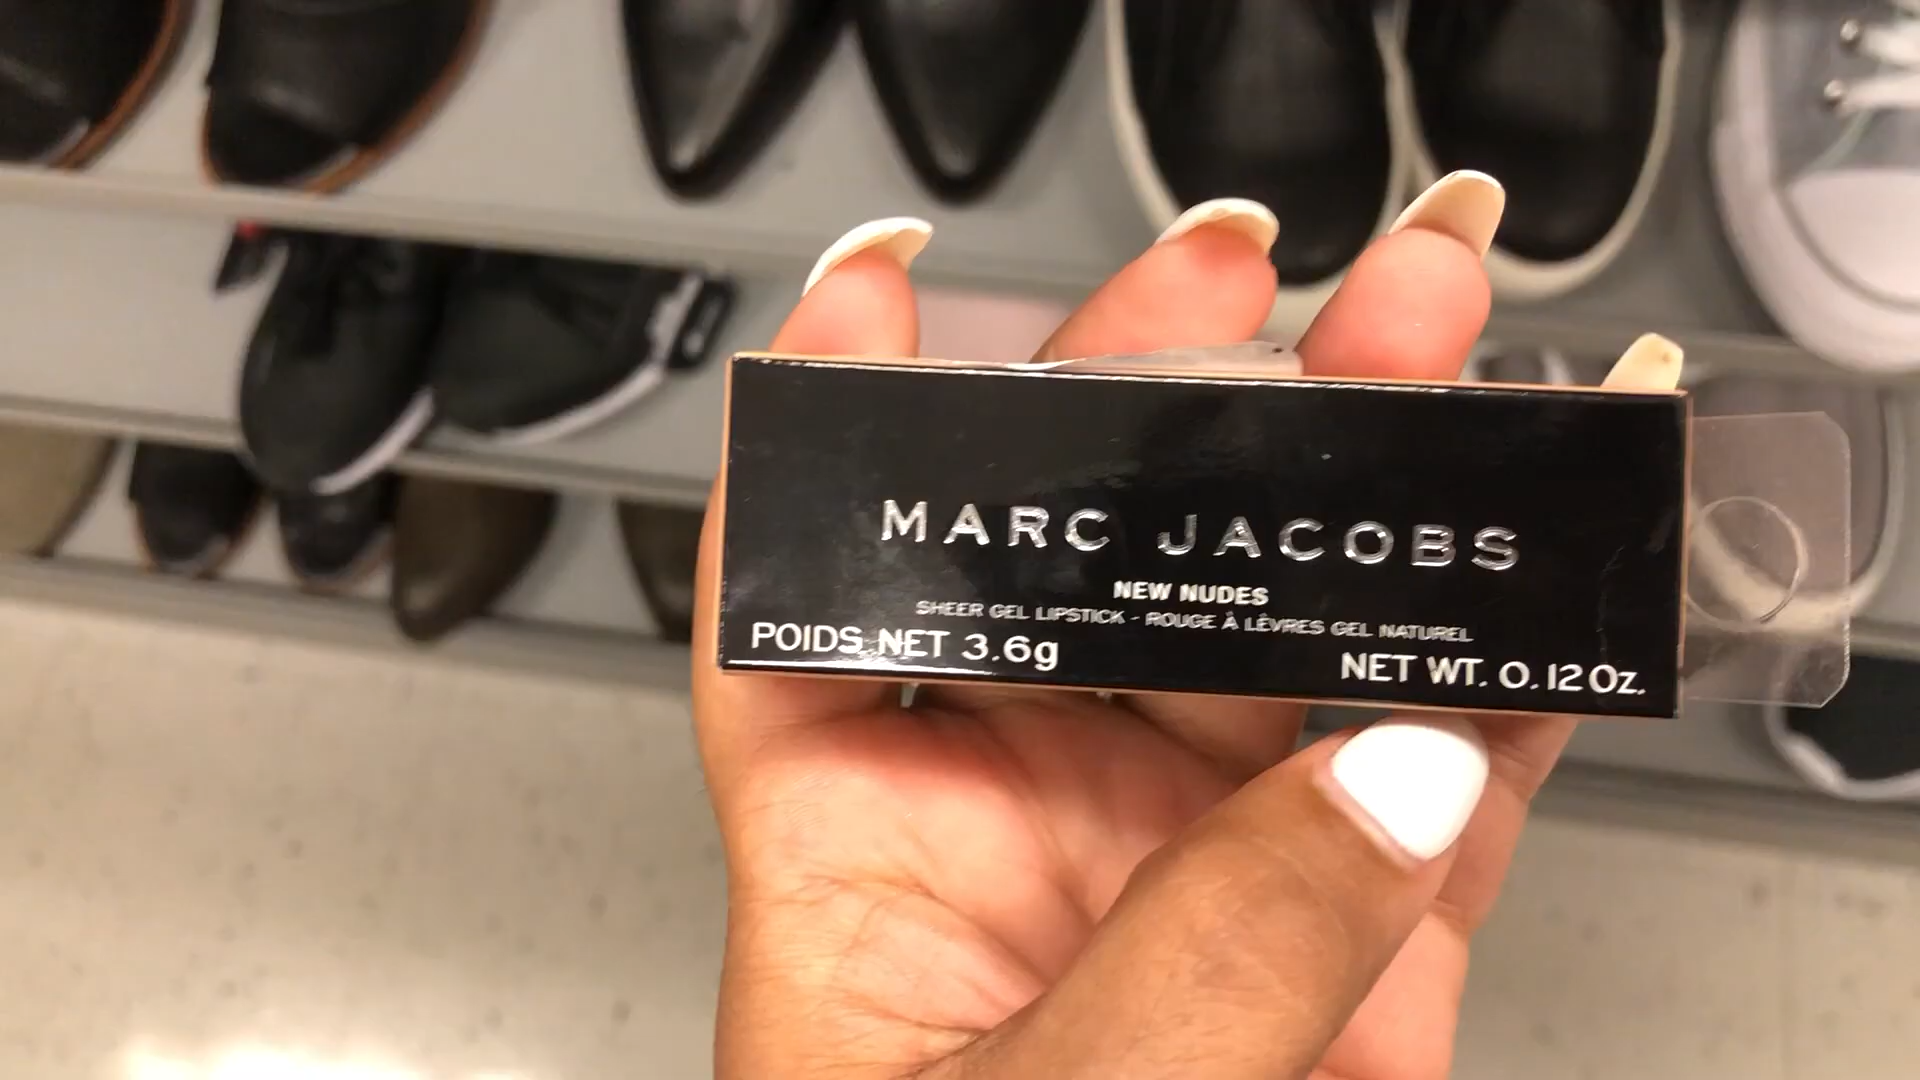 MARC JACOBS
NEW NUDES
SHEER GEL LIPSTICK - ROUGE À LÈVRES GEL NATUREL
POIDS NET 3.6g
NET WT. 0.12 Oz.